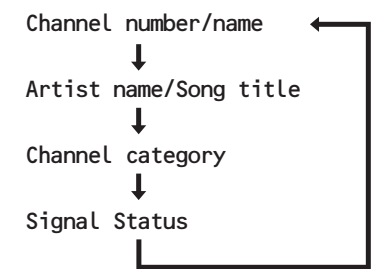 Channel number/name
Artist name/Song title
Channel category
Signal Status